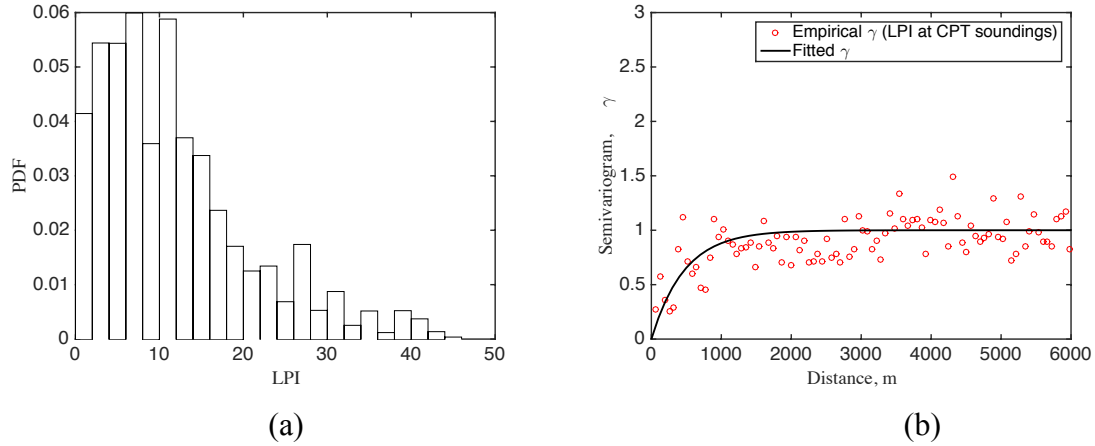 0.06
0.05
0.04
0.03
0.02
0.01
0
PDF
0 10 20 30 40 50
LPI
(a)
3
2.5
2
1.5
1
0.5
0
Semivariogram, γ
Empirical γ (LPI at CPT soundings)
Fitted γ
0 1000 2000 3000 4000 5000 6000
Distance, m
(b)